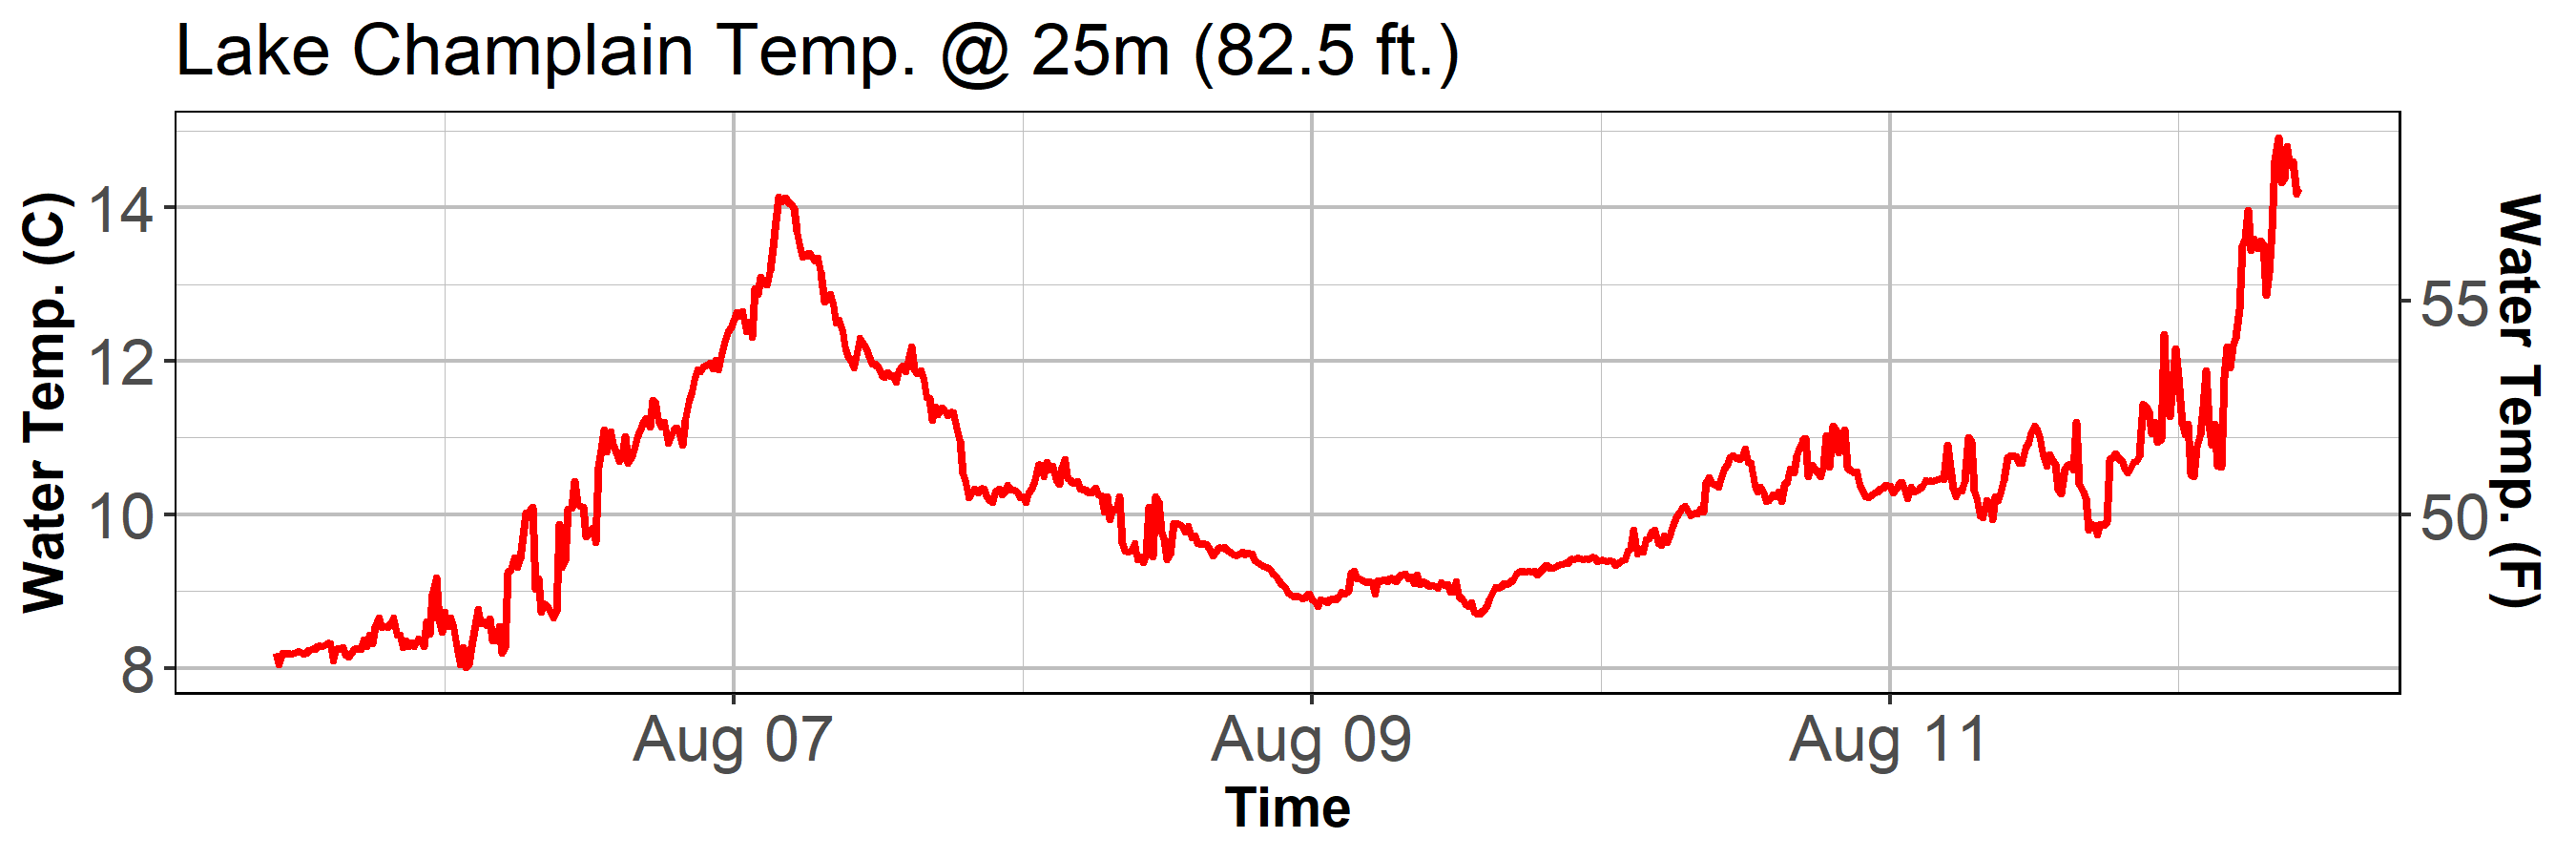 Lake Champlain Temp. @ 25m (82.5 ft.)
Water Temp. (C)
14
12
10
8
55
50
Water Temp. (F)
Aug 07
Aug 09
Aug 11
Time